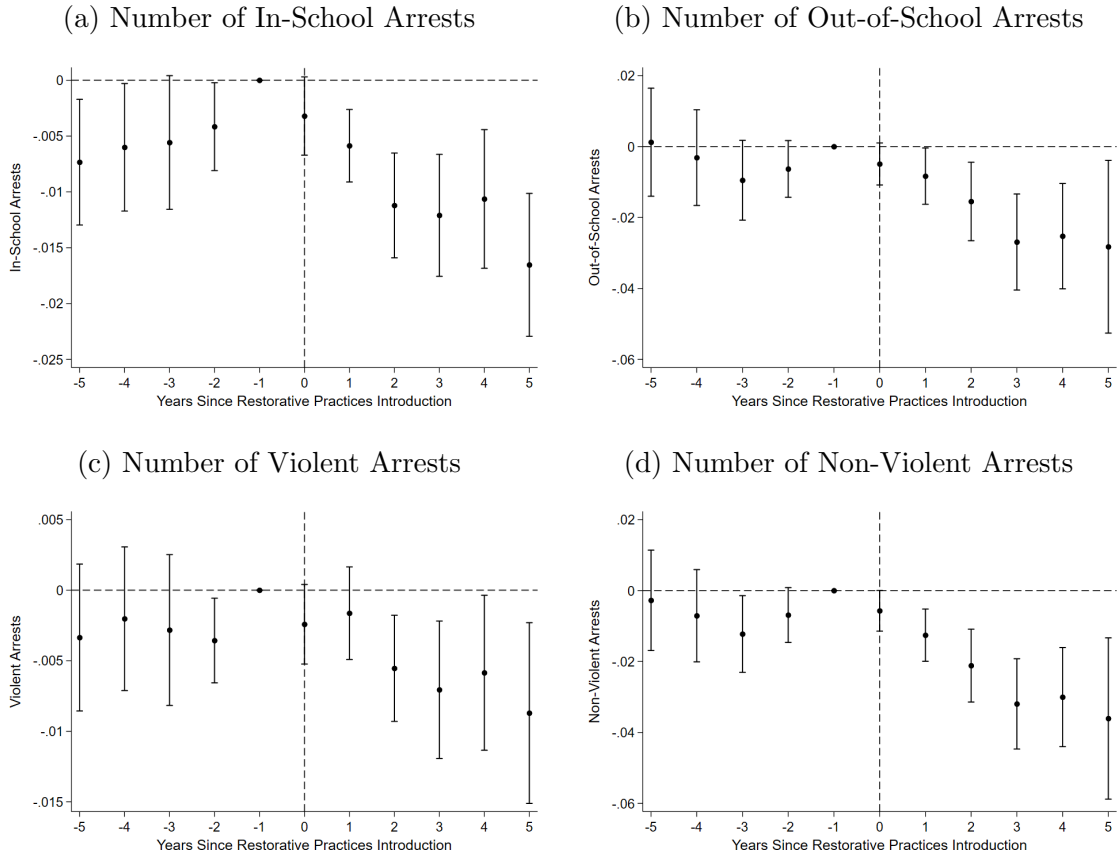 (a) Number of In-School Arrests
(b) Number of Out-of-School Arrests
0
-.005
-.01
-.015
-.02
-.025
In-School Arrests
-5 -4 -3 -2 -1 0 1 2 3 4 5
Years Since Restorative Practices Introduction
.02
0
-.02
-.04
-.06
Out-of-School Arrests
-5 -4 -3 -2 -1 0 1 2 3 4 5
Years Since Restorative Practices Introduction
(c) Number of Violent Arrests
(d) Number of Non-Violent Arrests
.005
0
-.005
-.01
-.015
Violent Arrests
-5 -4 -3 -2 -1 0 1 2 3 4 5
Years Since Restorative Practices Introduction
.02
0
-.02
-.04
-.06
Non-Violent Arrests
-5 -4 -3 -2 -1 0 1 2 3 4 5
Years Since Restorative Practices Introduction